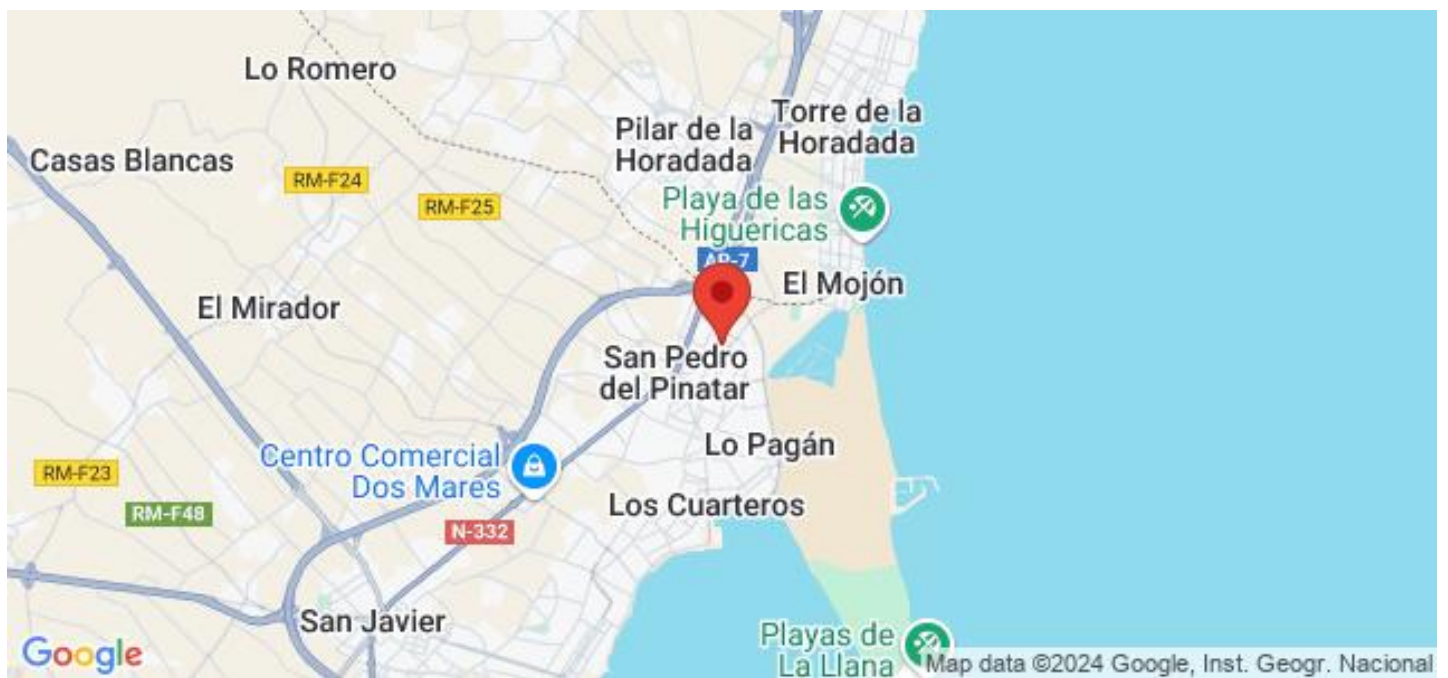 Lo Romero
Torre de la
Horadada
Pilar de la
Horadada
Casas Blancas
RM-F24
RM-F25
Playa de las
Higuericas
AP-7
El Mojón
El Mirador
San Pedro
del Pinatar
Lo Pagán
Centro Comercial
Dos Mares
RM-F23
RM-F48
Los Cuarteros
N-332
San Javier
Playas de
La Llana
Google
Map data ©2024 Google, Inst. Geogr. Nacional